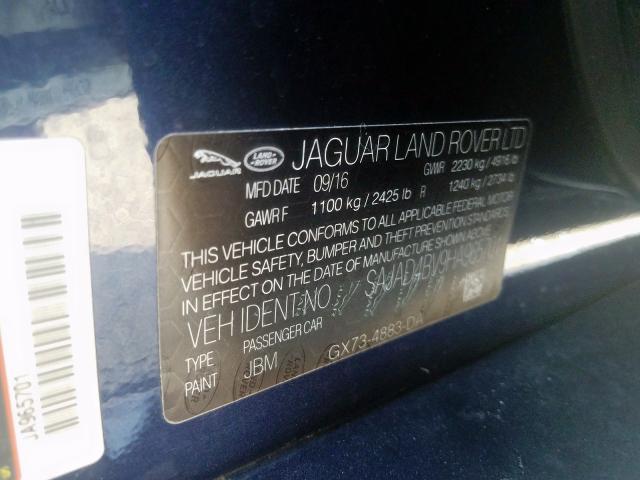 JAGUAR
LAND ROVER
JAGUAR LAND ROVER LTD
MFD DATE 09/16 GVWR 2230 kg / 4916 lb
GAWR F 1100 kg / 2425 lb R 1240 kg / 2734 lb
THIS VEHICLE CONFORMS TO ALL APPLICABLE FEDERAL MOTOR
VEHICLE SAFETY, BUMPER AND THEFT PREVENTION STANDARDS
IN EFFECT ON THE DATE OF MANUFACTURE SHOWN ABOVE
VEH IDENT NO
TYPE PASSENGER CAR
PAINT JBM GX73-4883-DA
JA965701